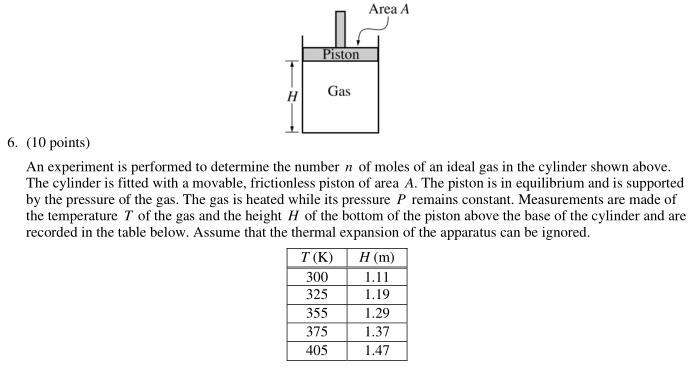 Area A
Piston
Gas
H
6. (10 points)
An experiment is performed to determine the number n of moles of an ideal gas in the cylinder shown above.
The cylinder is fitted with a movable, frictionless piston of area A. The piston is in equilibrium and is supported
by the pressure of the gas. The gas is heated while its pressure P remains constant. Measurements are made of
the temperature T of the gas and the height H of the bottom of the piston above the base of the cylinder and are
recorded in the table below. Assume that the thermal expansion of the apparatus can be ignored.
T (K) H (m)
300 1.11
325 1.19
355 1.29
375 1.37
405 1.47